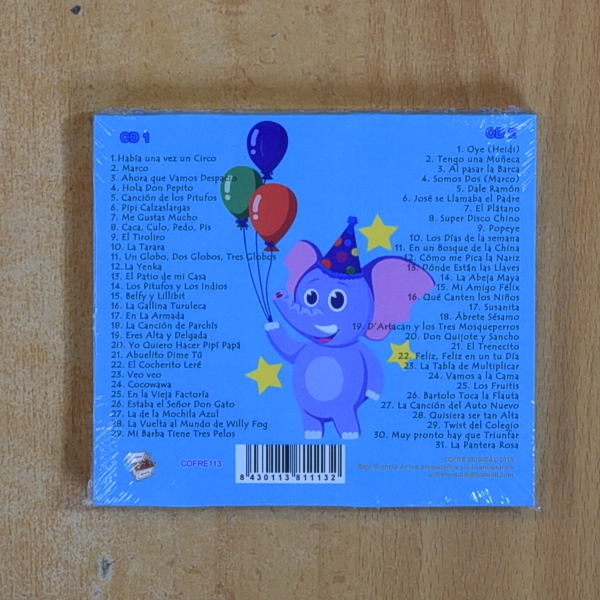 CD 1
1.Había una vez un Circo
2. Marco
3. Ahora que Vamos Despacio
4. Hola Don Pepito
5. Canción de los Pitufos
6. Pipi Calzaslargas
7. Me Gustas Mucho
8. Caca, Culo, Pedo, Pis
9. El Tiroliro
10. La Tarara
11. Un Globo, Dos Globos, Tres Globos
12. La Yenka
13. El Patio de mi Casa
14. Los Pitufos y Los Indios
15. Belfy y Lillibit
16. La Gallina Turuleca
17. En La Armada
18. La Canción de Parchís
19. Eres Alta y Delgada
20. Yo Quiero Hacer Pipí Papá
21. Abuelito Dime Tú
22. El Cocherito Leré
23. Veo veo
24. Cocowawa
25. En la Vieja Factoría
26. Estaba el Señor Don Gato
27. La de la Mochila Azul
28. La Vuelta al Mundo de Willy Fog
29. Mi Barba Tiene Tres Pelos
CD 2
1. Oye (Heidi)
2. Tengo una Muñeca
3. Al pasar la Barca
4. Somos Dos (Marco)
5. Dale Ramón
6. José se Llamaba el Padre
7. El Plátano
8. Super Disco Chino
9. Popeye
10. Los Días de la semana
11. En un Bosque de la China
12. Cómo me Pica la Nariz
13. Dónde Están las Llaves
14. La Abeja Maya
15. Mi Amigo Félix
16. Qué Canten los Niños
17. Susanita
18. Ábrete Sésamo
19. D'Artacan y los Tres Mosqueperros
20. Don Quijote y Sancho
21. El Trenecito
22. Feliz, Feliz en un tu Día
23. La Tabla de Multiplicar
24. Vamos a la Cama
25. Los Fruitis
26. Bartolo Toca la Flauta
27. La Canción del Auto Nuevo
28. Quisiera ser tan Alta
29. Twist del Colegio
30. Muy pronto hay que Triunfar
31. La Pantera Rosa
COFRE113
8 430113 811132
COFRE MUSICAL